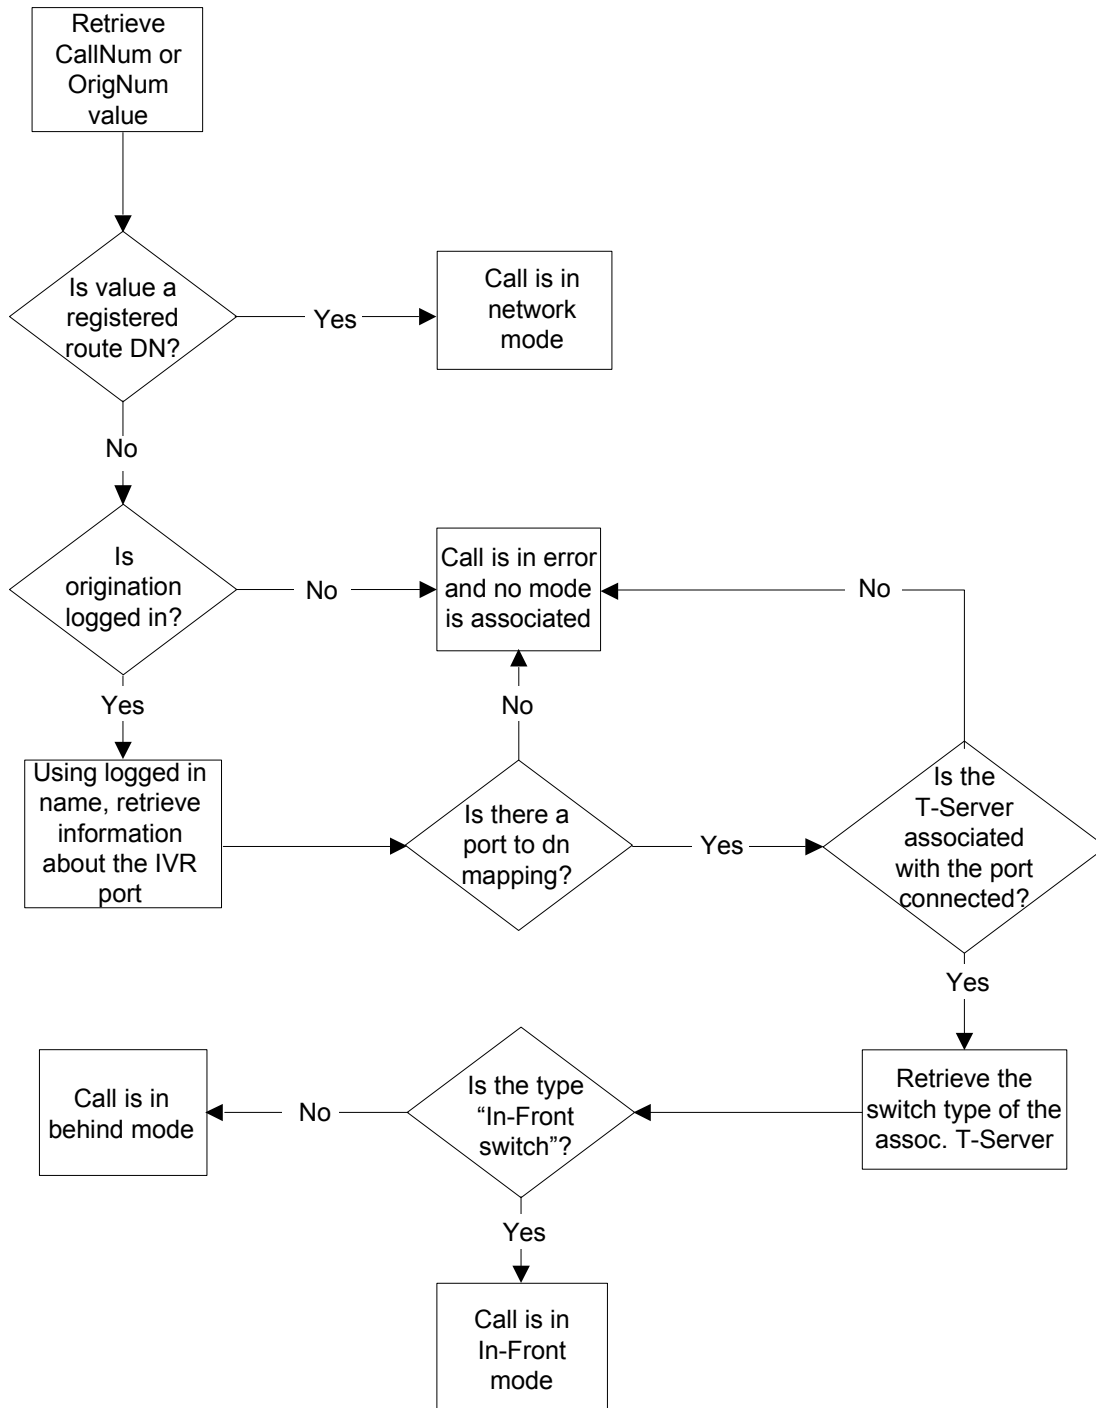 Retrieve
CallNum or
OrigNum
value
Is value a
registered
route DN?
Yes
Call is in
network
mode
No
Is
origination
logged in?
No
Call is in error
and no mode
is associated
No
Yes
No
Using logged in
name, retrieve
information
about the IVR
port
Is there a
port to dn
mapping?
Yes
Is the
T-Server
associated
with the port
connected?
Yes
Retrieve the
switch type of the
assoc. T-Server
Is the type
“In-Front
switch”?
No
Call is in
behind mode
Yes
Call is in
In-Front
mode